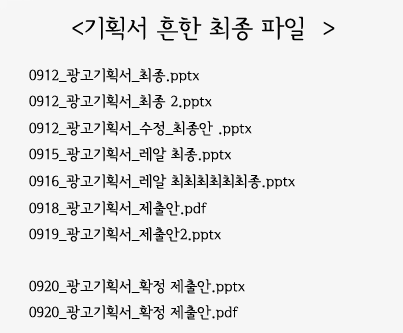 <기획서 흔한 최종 파일 >
0912_광고기획서_최종.pptx
0912_광고기획서_최종 2.pptx
0912_광고기획서_수정_최종안 .pptx
0915_광고기획서_레알 최종.pptx
0916_광고기획서_레알 최최최최최최종.pptx
0918_광고기획서_제출안.pdf
0919_광고기획서_제출안2.pptx
0920_광고기획서_확정 제출안.pptx
0920_광고기획서_확정 제출안.pdf